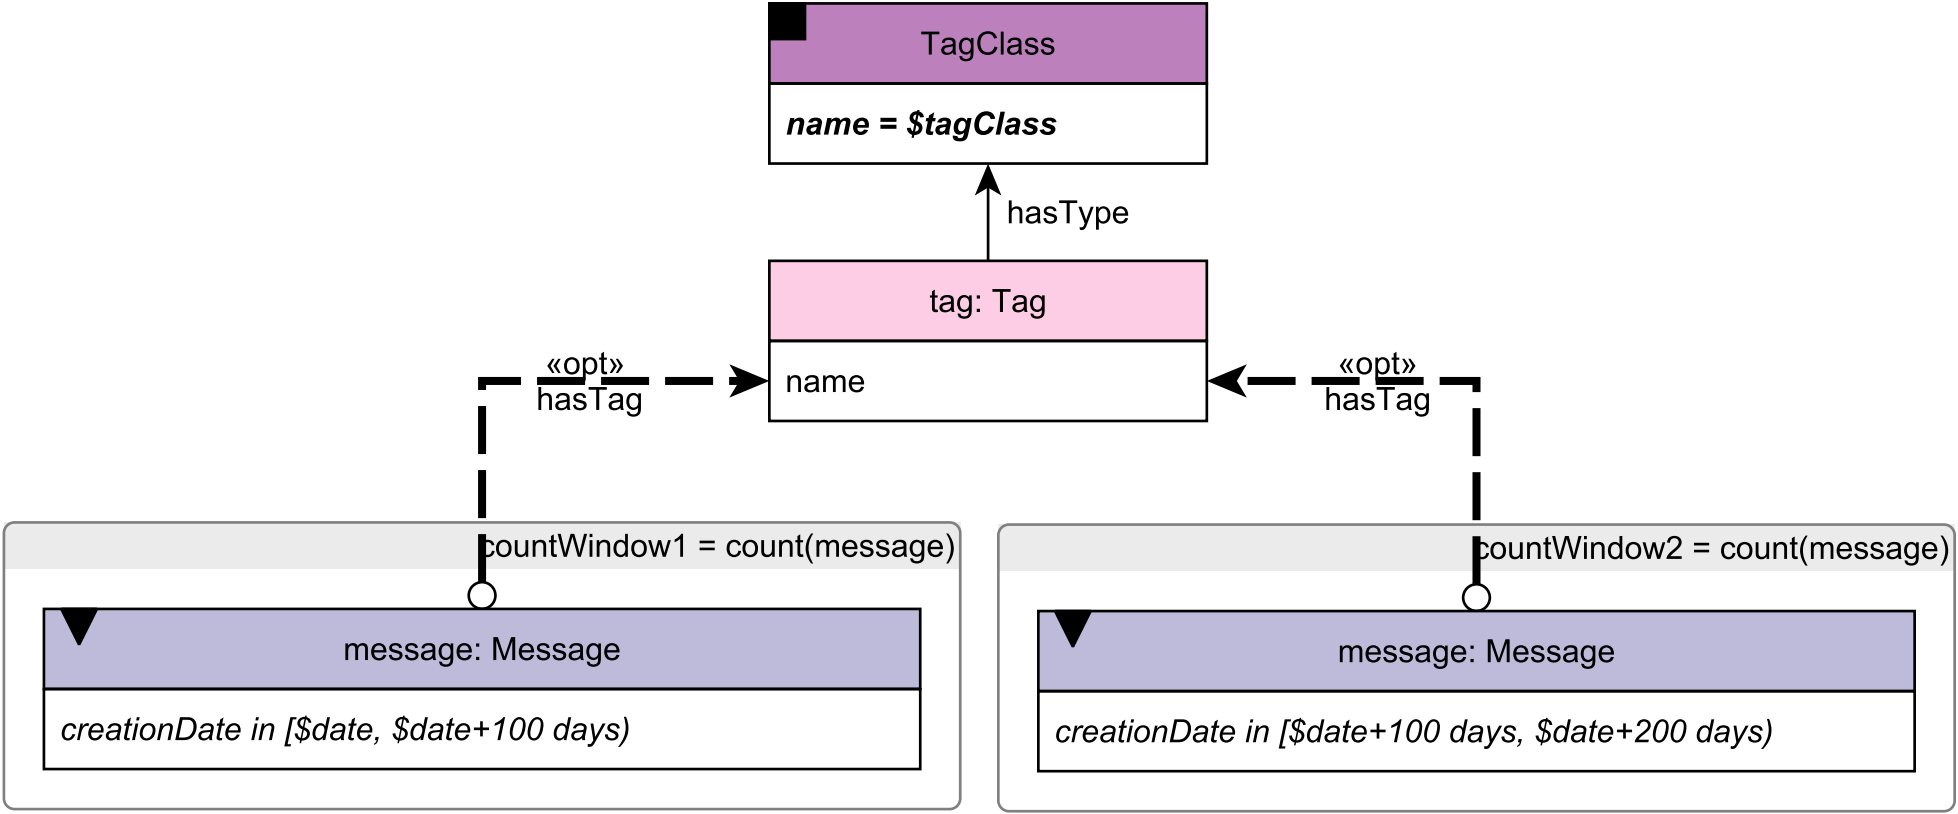 TagClass
name = $tagClass
hasType
tag: Tag
name
«opt»
hasTag
«opt»
hasTag
countWindow1 = count(message)
message: Message
creationDate in [$date, $date+100 days)
countWindow2 = count(message)
message: Message
creationDate in [$date+100 days, $date+200 days)